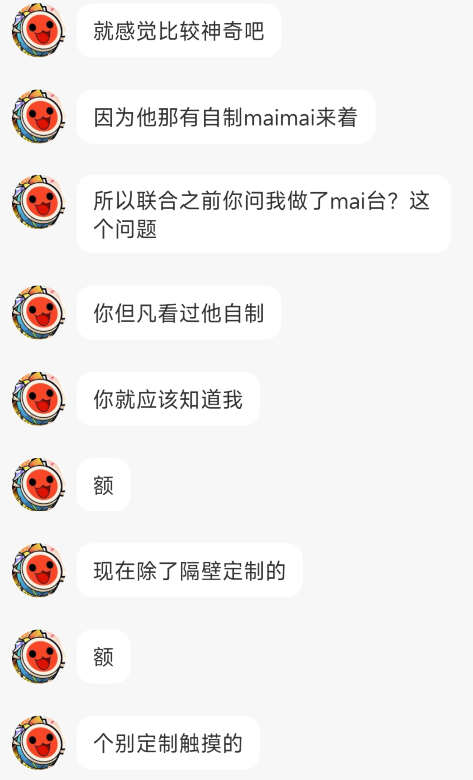 就感觉比较神奇吧
因为他那有自制maimai来着
所以联合之前你问我做了mai台？这
个问题
你但凡看过他自制
你就应该知道我
额
现在除了隔壁定制的
额
个别定制触摸的